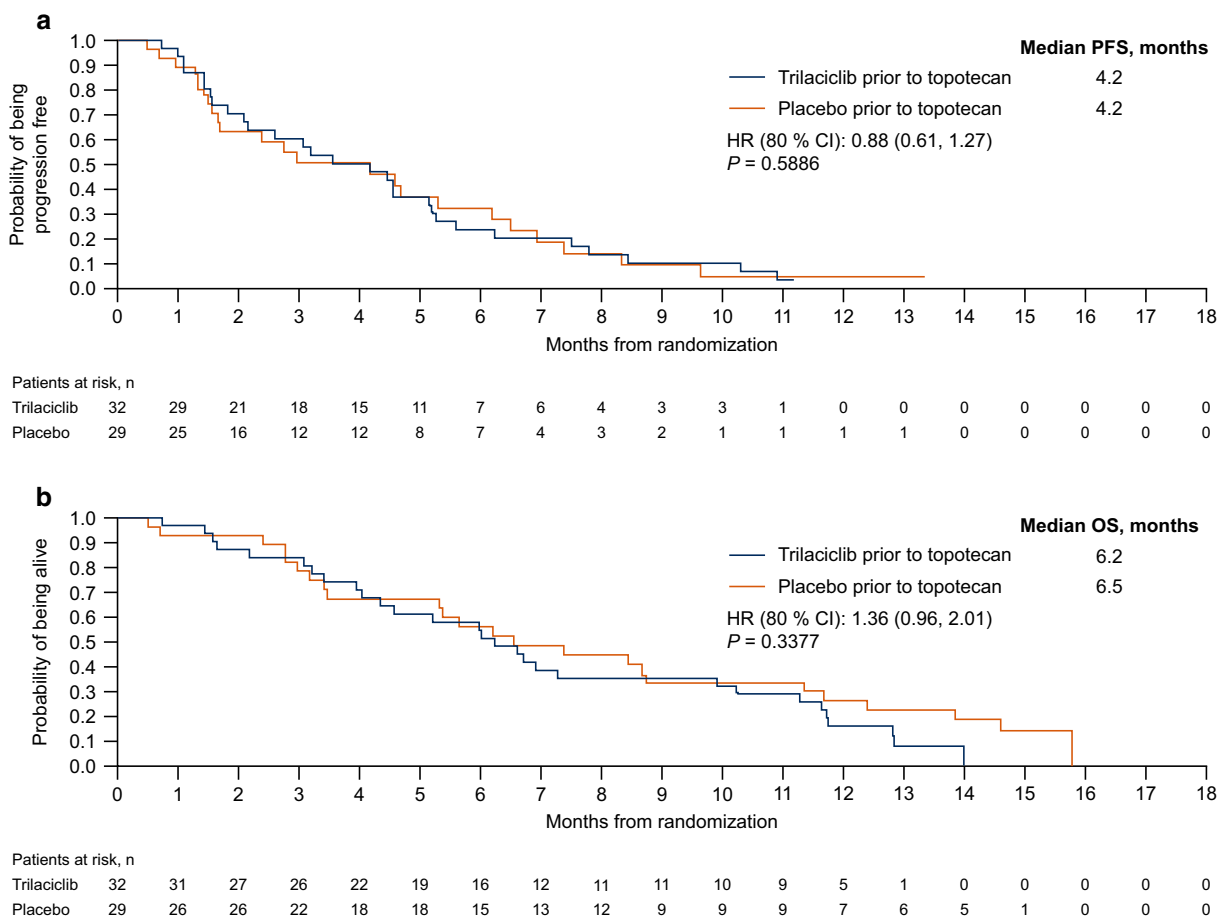 a
Median PFS, months
Trilaciclib prior to topotecan 4.2
Placebo prior to topotecan 4.2
HR (80 % CI): 0.88 (0.61, 1.27)
P = 0.5886
Probability of being
progression free
1.0
0.9
0.8
0.7
0.6
0.5
0.4
0.3
0.2
0.1
0.0
0 1 2 3 4 5 6 7 8 9 10 11 12 13 14 15 16 17 18
Months from randomization
Patients at risk, n
Trilaciclib 32 29 21 18 15 11 7 6 4 3 3 1 0 0 0 0 0 0 0
Placebo 29 25 16 12 12 8 7 4 3 2 1 1 1 1 0 0 0 0 0
b
Median OS, months
Trilaciclib prior to topotecan 6.2
Placebo prior to topotecan 6.5
HR (80 % CI): 1.36 (0.96, 2.01)
P = 0.3377
Probability of being alive
1.0
0.9
0.8
0.7
0.6
0.5
0.4
0.3
0.2
0.1
0.0
0 1 2 3 4 5 6 7 8 9 10 11 12 13 14 15 16 17 18
Months from randomization
Patients at risk, n
Trilaciclib 32 31 27 26 22 19 16 12 11 11 10 9 5 1 0 0 0 0 0
Placebo 29 26 26 22 18 18 15 13 12 9 9 9 7 6 5 1 0 0 0